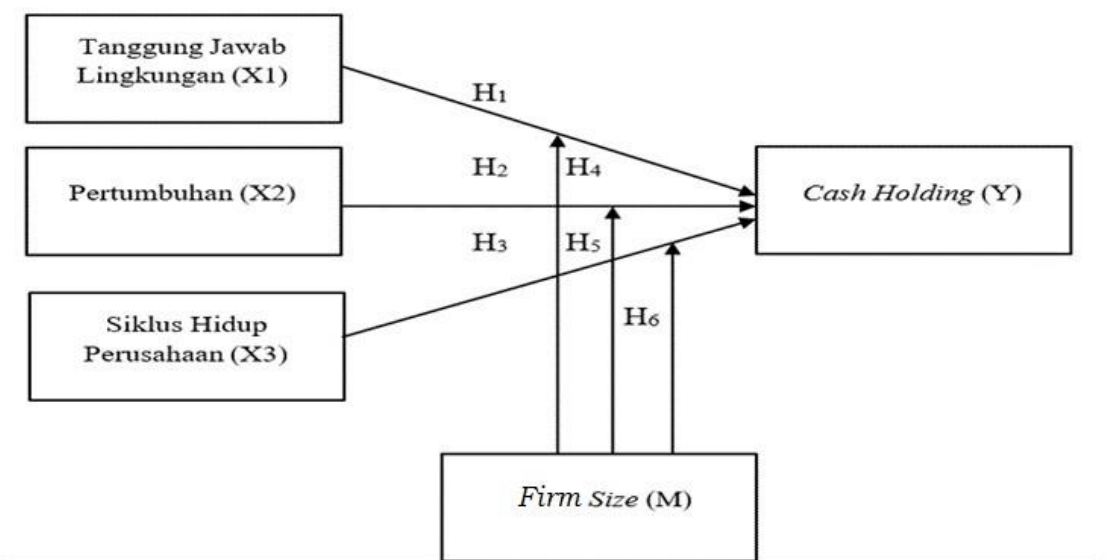 Tanggung Jawab
Lingkungan (X1)
H1
Pertumbuhan (X2)
H2
H4
Cash Holding (Y)
H3
H5
Siklus Hidup
Perusahaan (X3)
H6
Firm Size (M)